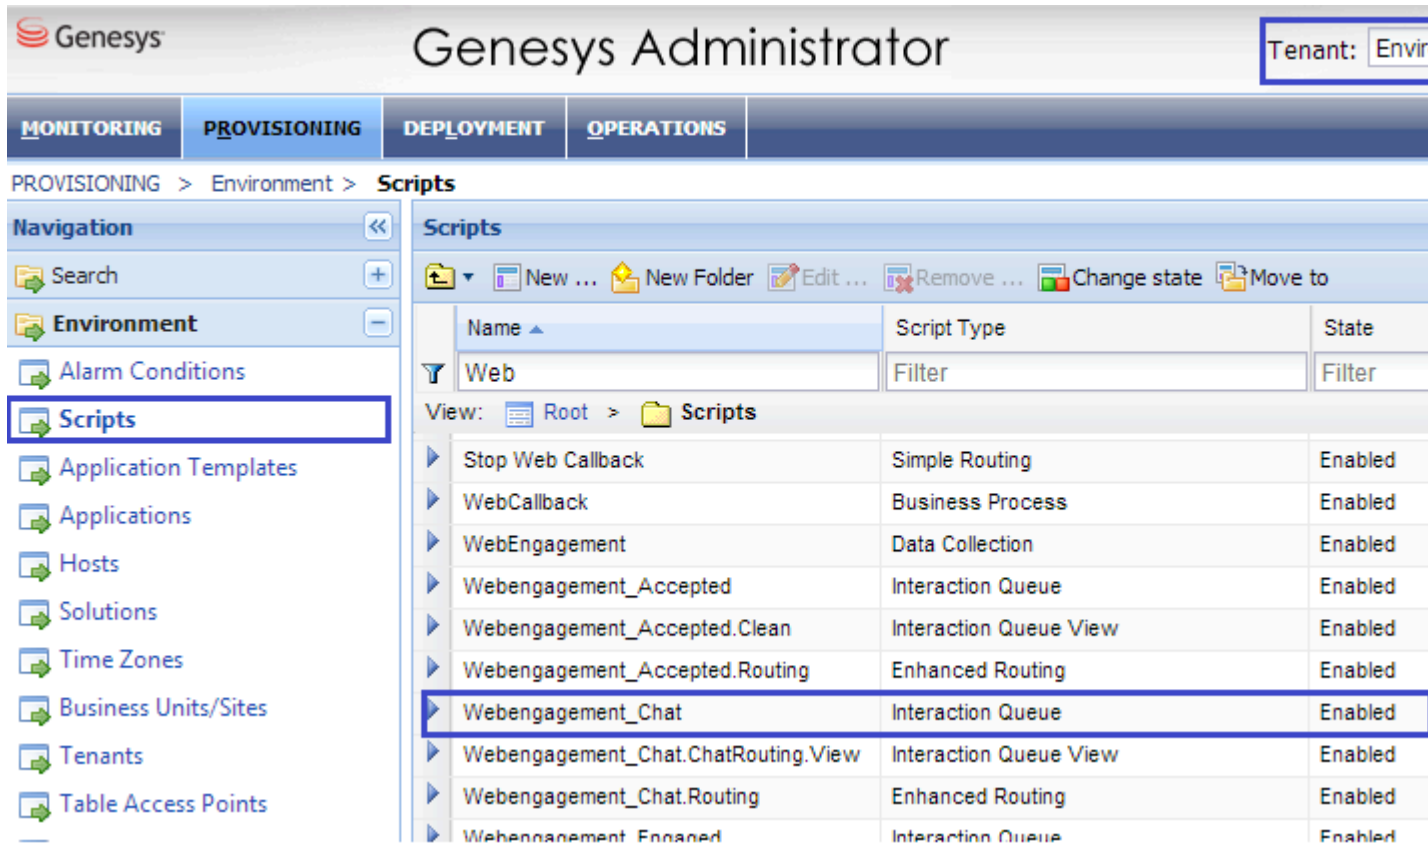 Genesys
Genesys Administrator
Tenant: Envir
MONITORING PROVISIONING DEPLOYMENT OPERATIONS
PROVISIONING > Environment > Scripts
Navigation
Search
Environment
Alarm Conditions
Scripts
Application Templates
Applications
Hosts
Solutions
Time Zones
Business Units/Sites
Tenants
Table Access Points
Scripts
New ... New Folder Edit ... Remove ... Change state Move to
Name Script Type State
Web Filter Filter
View: Root > Scripts
Stop Web Callback Simple Routing Enabled
WebCallback Business Process Enabled
WebEngagement Data Collection Enabled
Webengagement_Accepted Interaction Queue Enabled
Webengagement_Accepted.Clean Interaction Queue View Enabled
Webengagement_Accepted.Routing Enhanced Routing Enabled
Webengagement_Chat Interaction Queue Enabled
Webengagement_Chat.ChatRouting.View Interaction Queue View Enabled
Webengagement_Chat.Routing Enhanced Routing Enabled
Webengagement_Engaged Interaction Queue Enabled